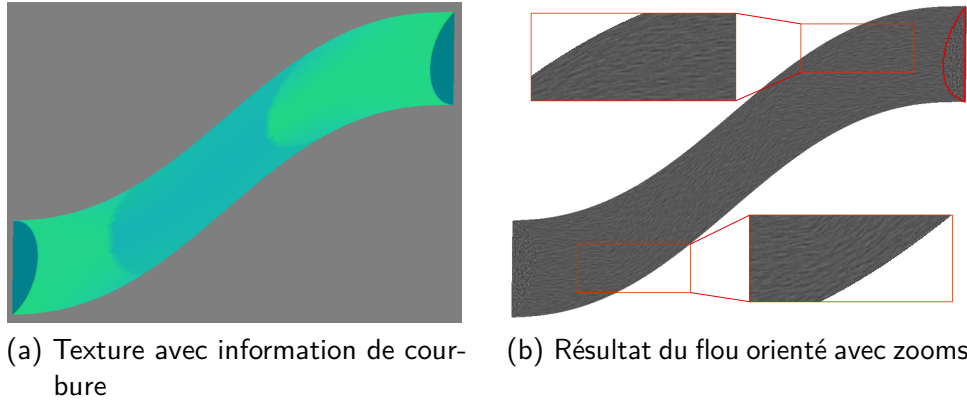 (a) Texture avec information de cour-
bure
(b) Résultat du flou orienté avec zooms